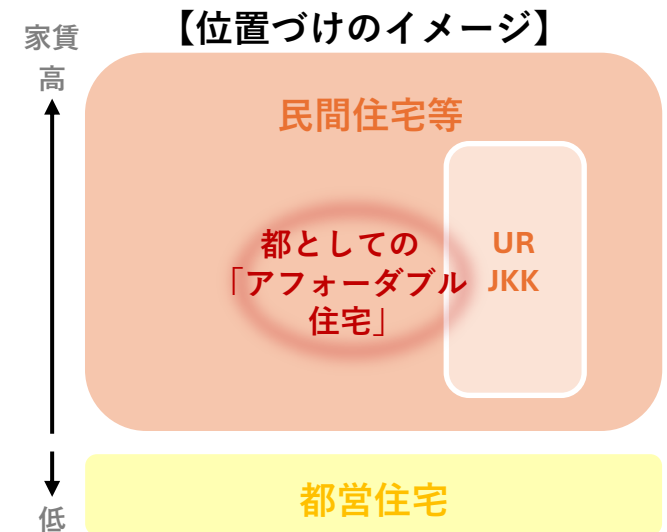 【位置づけのイメージ】
家賃
高
民間住宅等
都としての
「アフォーダブル
住宅」
UR
JKK
都営住宅
低